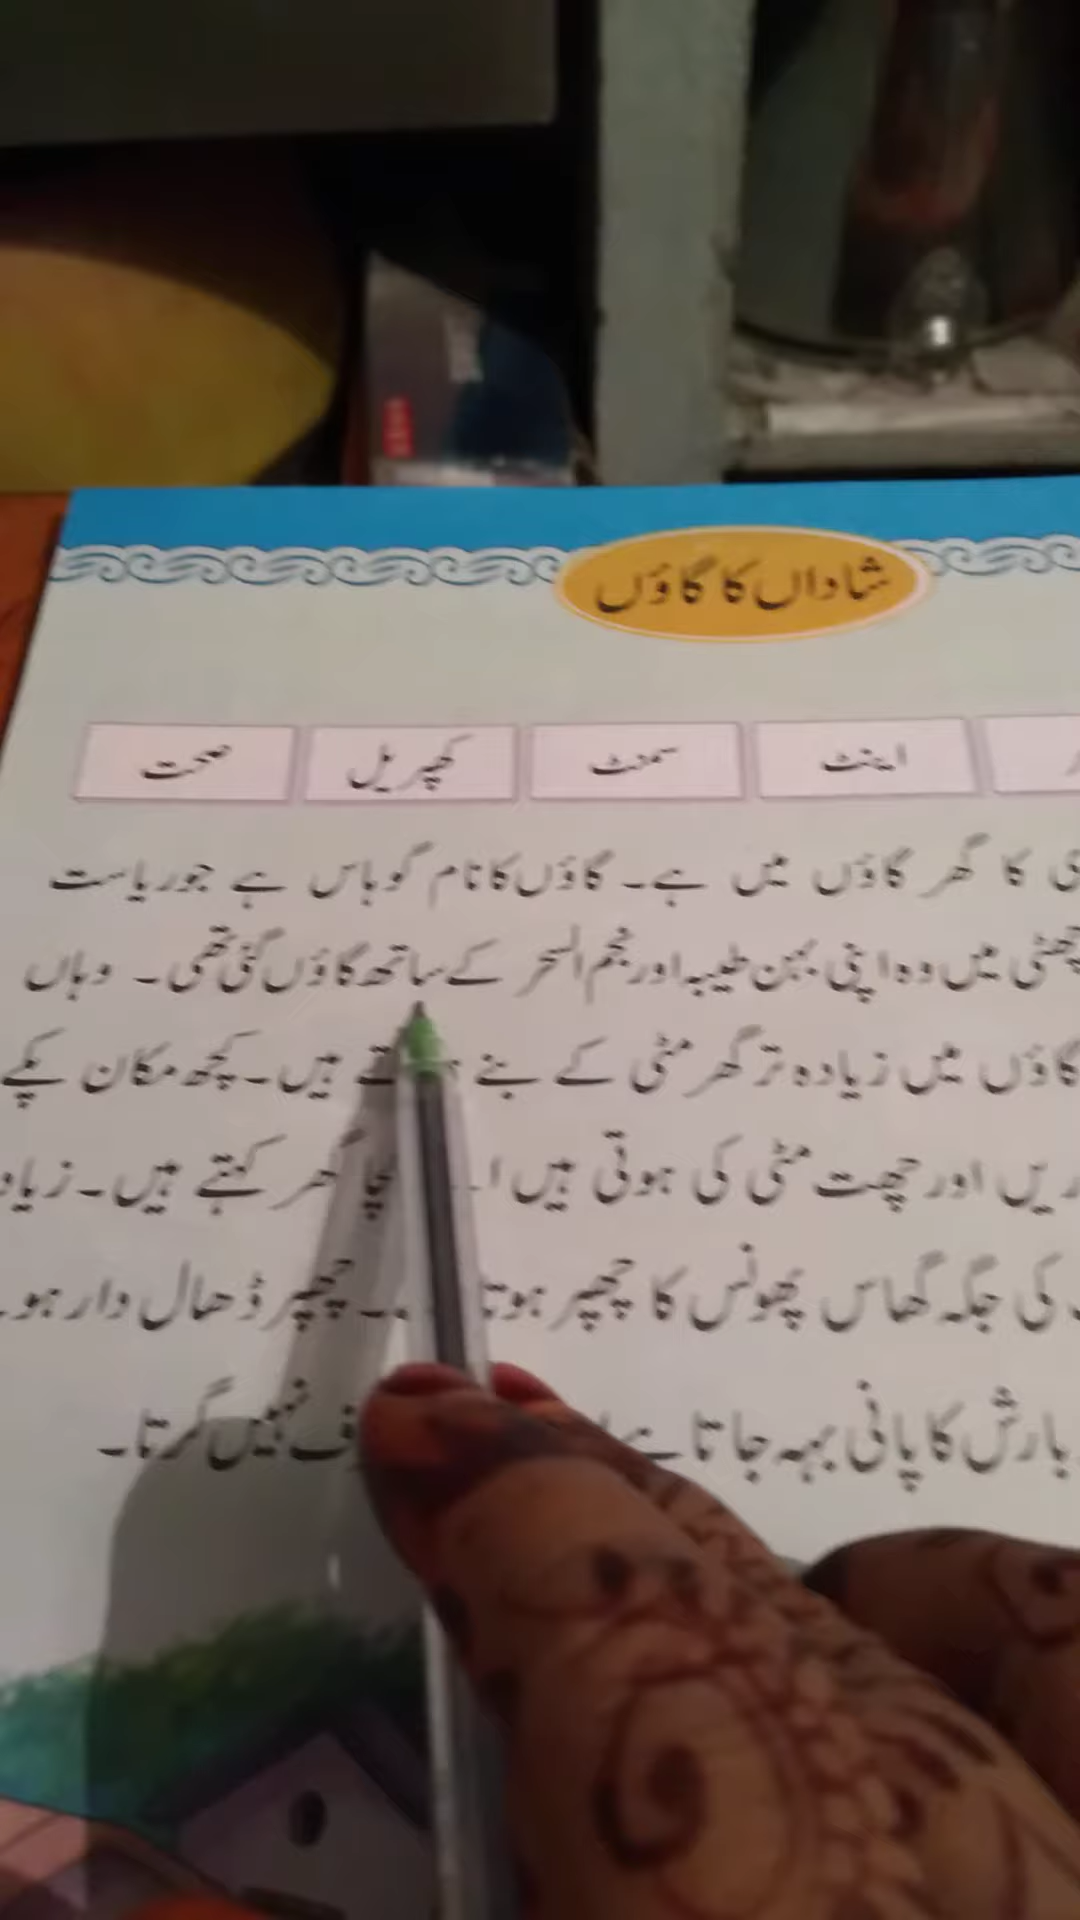 شاداں کا گاؤں
اینٹ سمنٹ کھپریل صحت
کا گھر گاؤں میں ہے۔ گاؤں کا نام گوہاس ہے جو ریاست
میں وہ اپنی بہن طیبہ اور نجم السحر کے ساتھ گاؤں گئی تھی۔ وہاں
گاؤں میں زیادہ تر گھر مٹی کے بنے ہیں۔ کچھ مکان پکے
اور چھت مٹی کی ہوتی ہیں گھر کہتے ہیں۔
کی جگہ گھاس پھونس کا چھپر چھپر ڈھال دار
بارش کا پانی بہہ جاتا نہیں گرتا۔